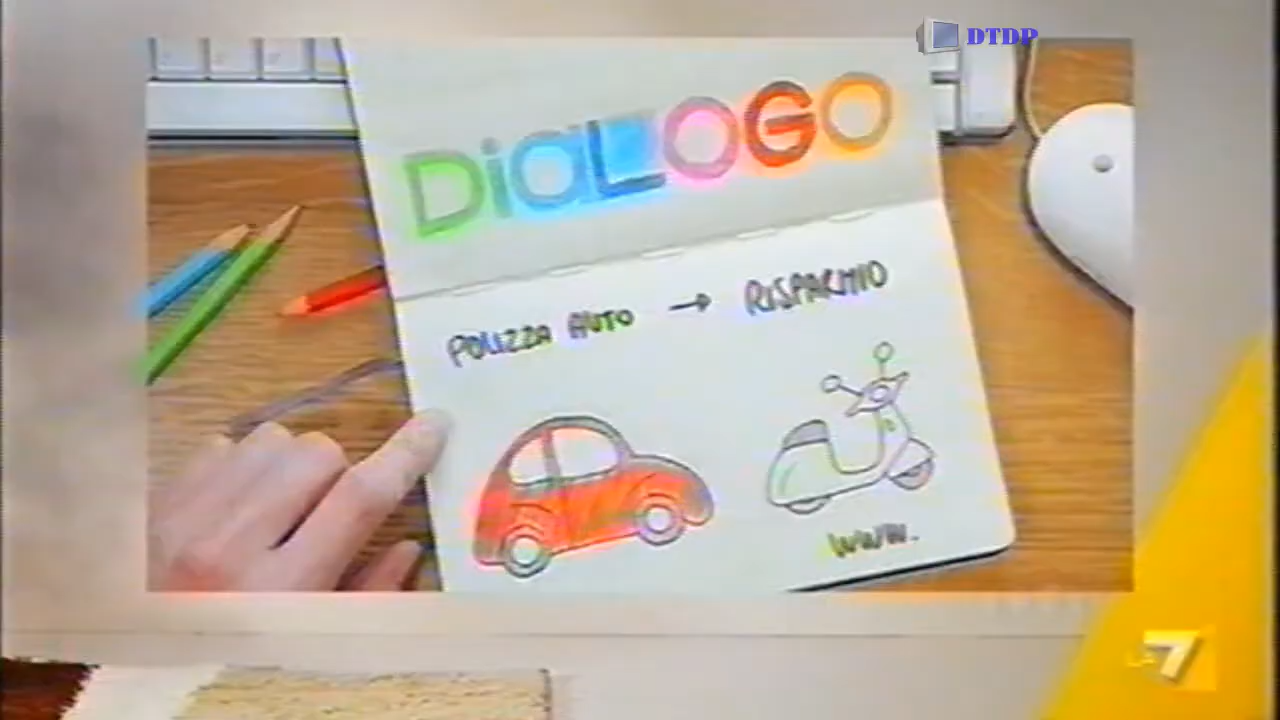 DTDP
DiaLOGO
POLIZZA AUTO → RISPARMIO
WWW.
LA7